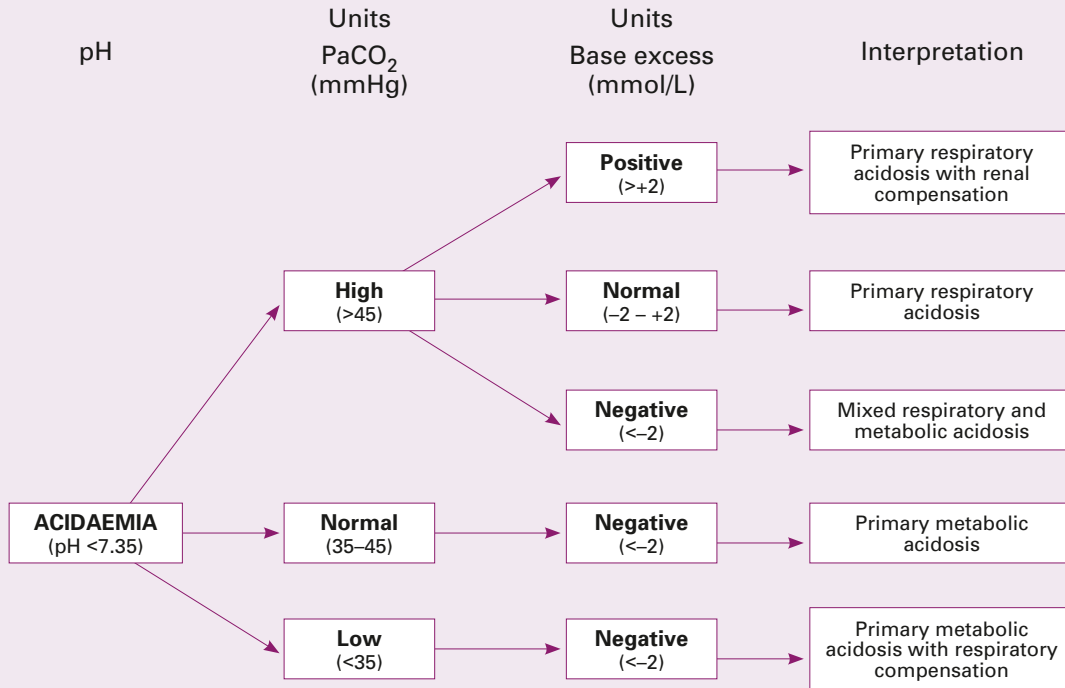 pH
Units
PaCO2
(mmHg)
Units
Base excess
(mmol/L)
Interpretation
Positive
(>+2)
Primary respiratory
acidosis with renal
compensation
High
(>45)
Normal
(–2 – +2)
Primary respiratory
acidosis
Negative
(<–2)
Mixed respiratory and
metabolic acidosis
ACIDAEMIA
(pH <7.35)
Normal
(35–45)
Negative
(<–2)
Primary metabolic
acidosis
Low
(<35)
Negative
(<–2)
Primary metabolic
acidosis with respiratory
compensation